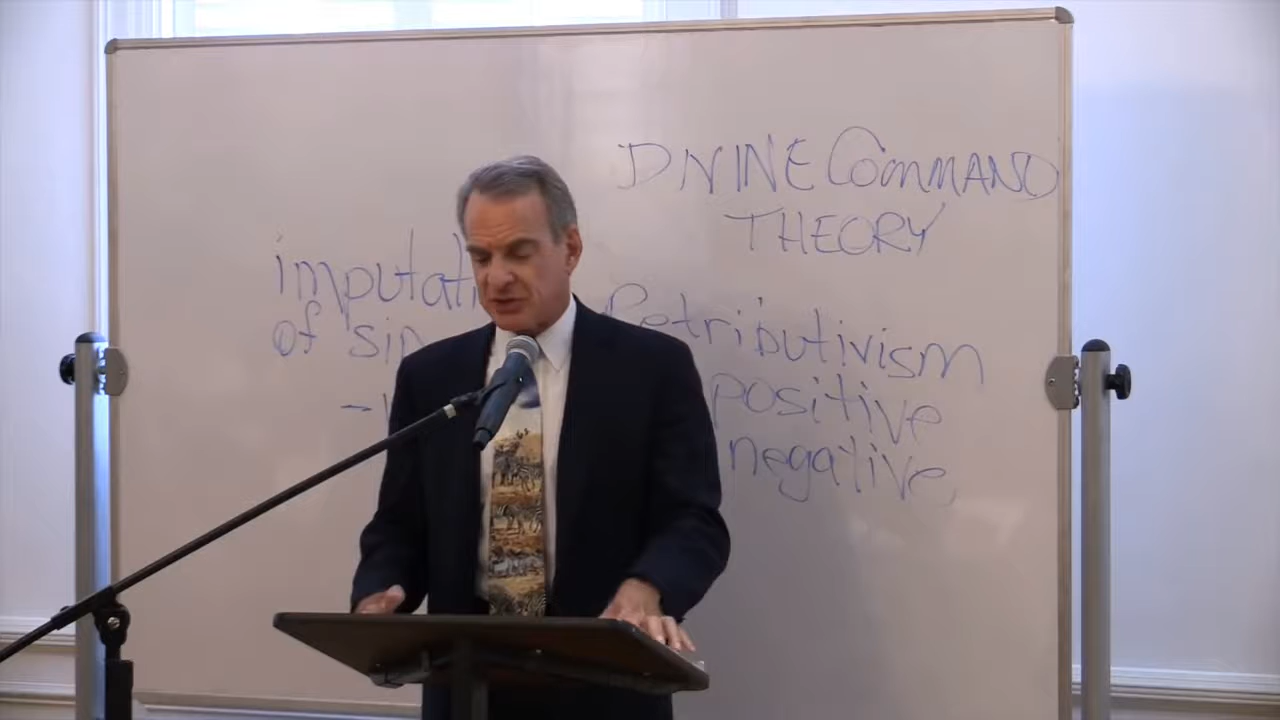 DIVINE COMMAND
THEORY
of sin
Retributivism
positive
negative